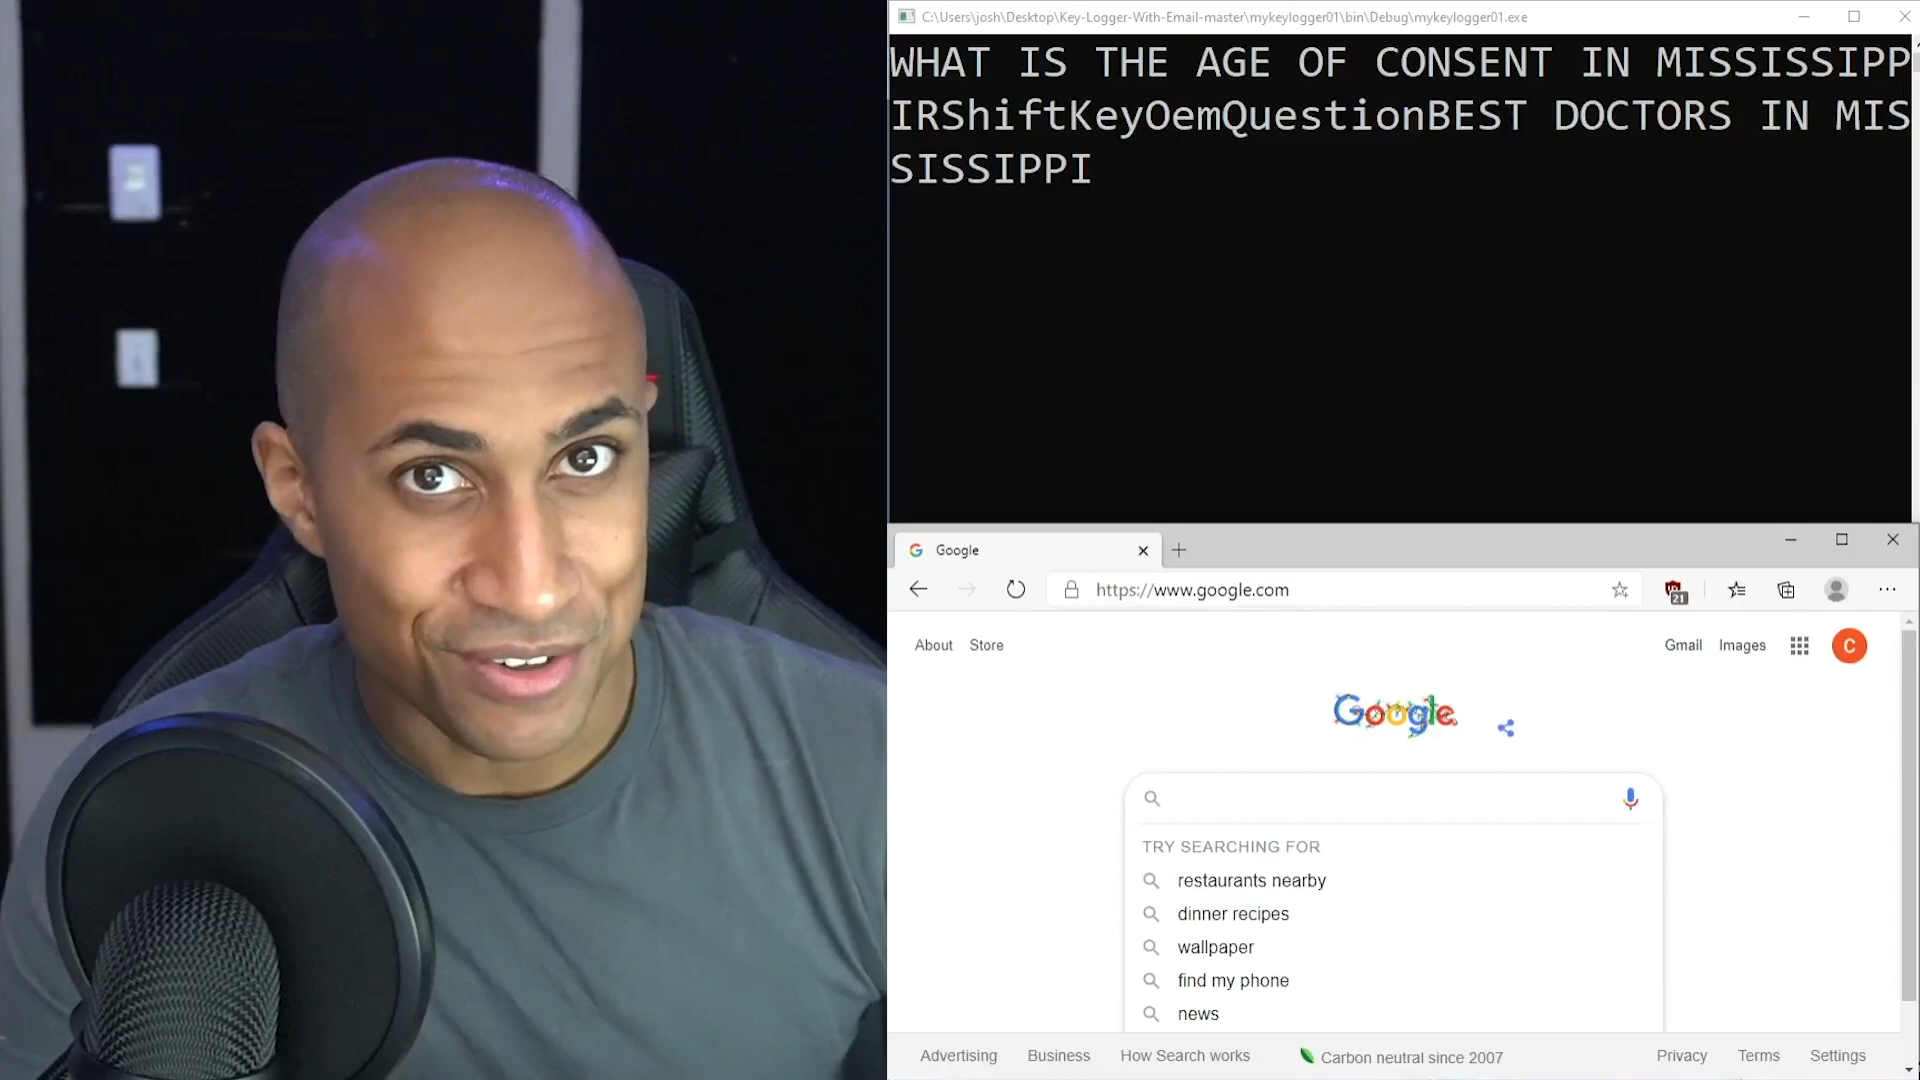 C:\Users\josh\Desktop\Key-Logger-With-Email-master\mykeylogger01\bin\Debug\mykeylogger01.exe
WHAT IS THE AGE OF CONSENT IN MISSISSIPP
IRShiftKeyOemQuestionBEST DOCTORS IN MIS
SISSIPPI
Google
https://www.google.com
21
About Store
Gmail Images
C
Google
TRY SEARCHING FOR
restaurants nearby
dinner recipes
wallpaper
find my phone
news
Advertising Business How Search works Carbon neutral since 2007 Privacy Terms Settings